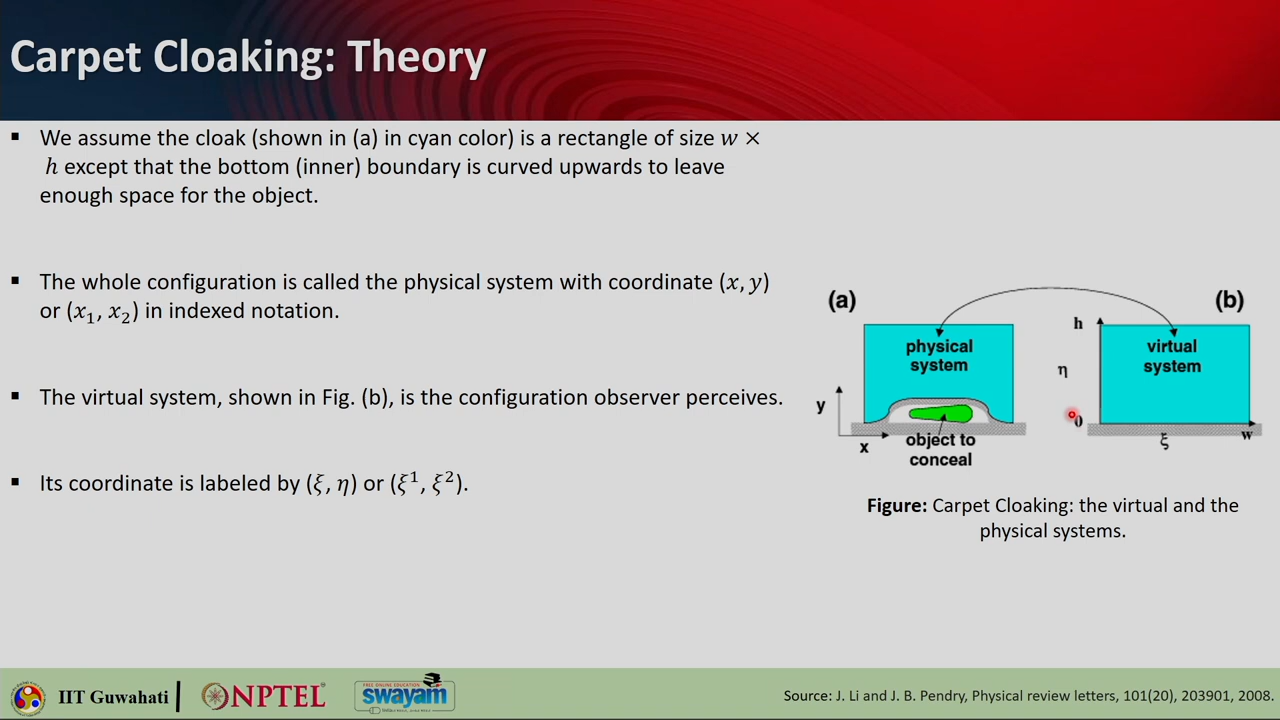 Carpet Cloaking: Theory
▪ We assume the cloak (shown in (a) in cyan color) is a rectangle of size w ×
h except that the bottom (inner) boundary is curved upwards to leave
enough space for the object.
▪ The whole configuration is called the physical system with coordinate (x, y)
or (x₁, x₂) in indexed notation.
▪ The virtual system, shown in Fig. (b), is the configuration observer perceives.
▪ Its coordinate is labeled by (ξ, η) or (ξ¹, ξ²).
(a)
(b)
physical
system
y
x
object to
conceal
h
η
0
virtual
system
ξ
w
Figure: Carpet Cloaking: the virtual and the
physical systems.
IIT Guwahati
NPTEL
FREE ONLINE EDUCATION
swayam
Source: J. Li and J. B. Pendry, Physical review letters, 101(20), 203901, 2008.